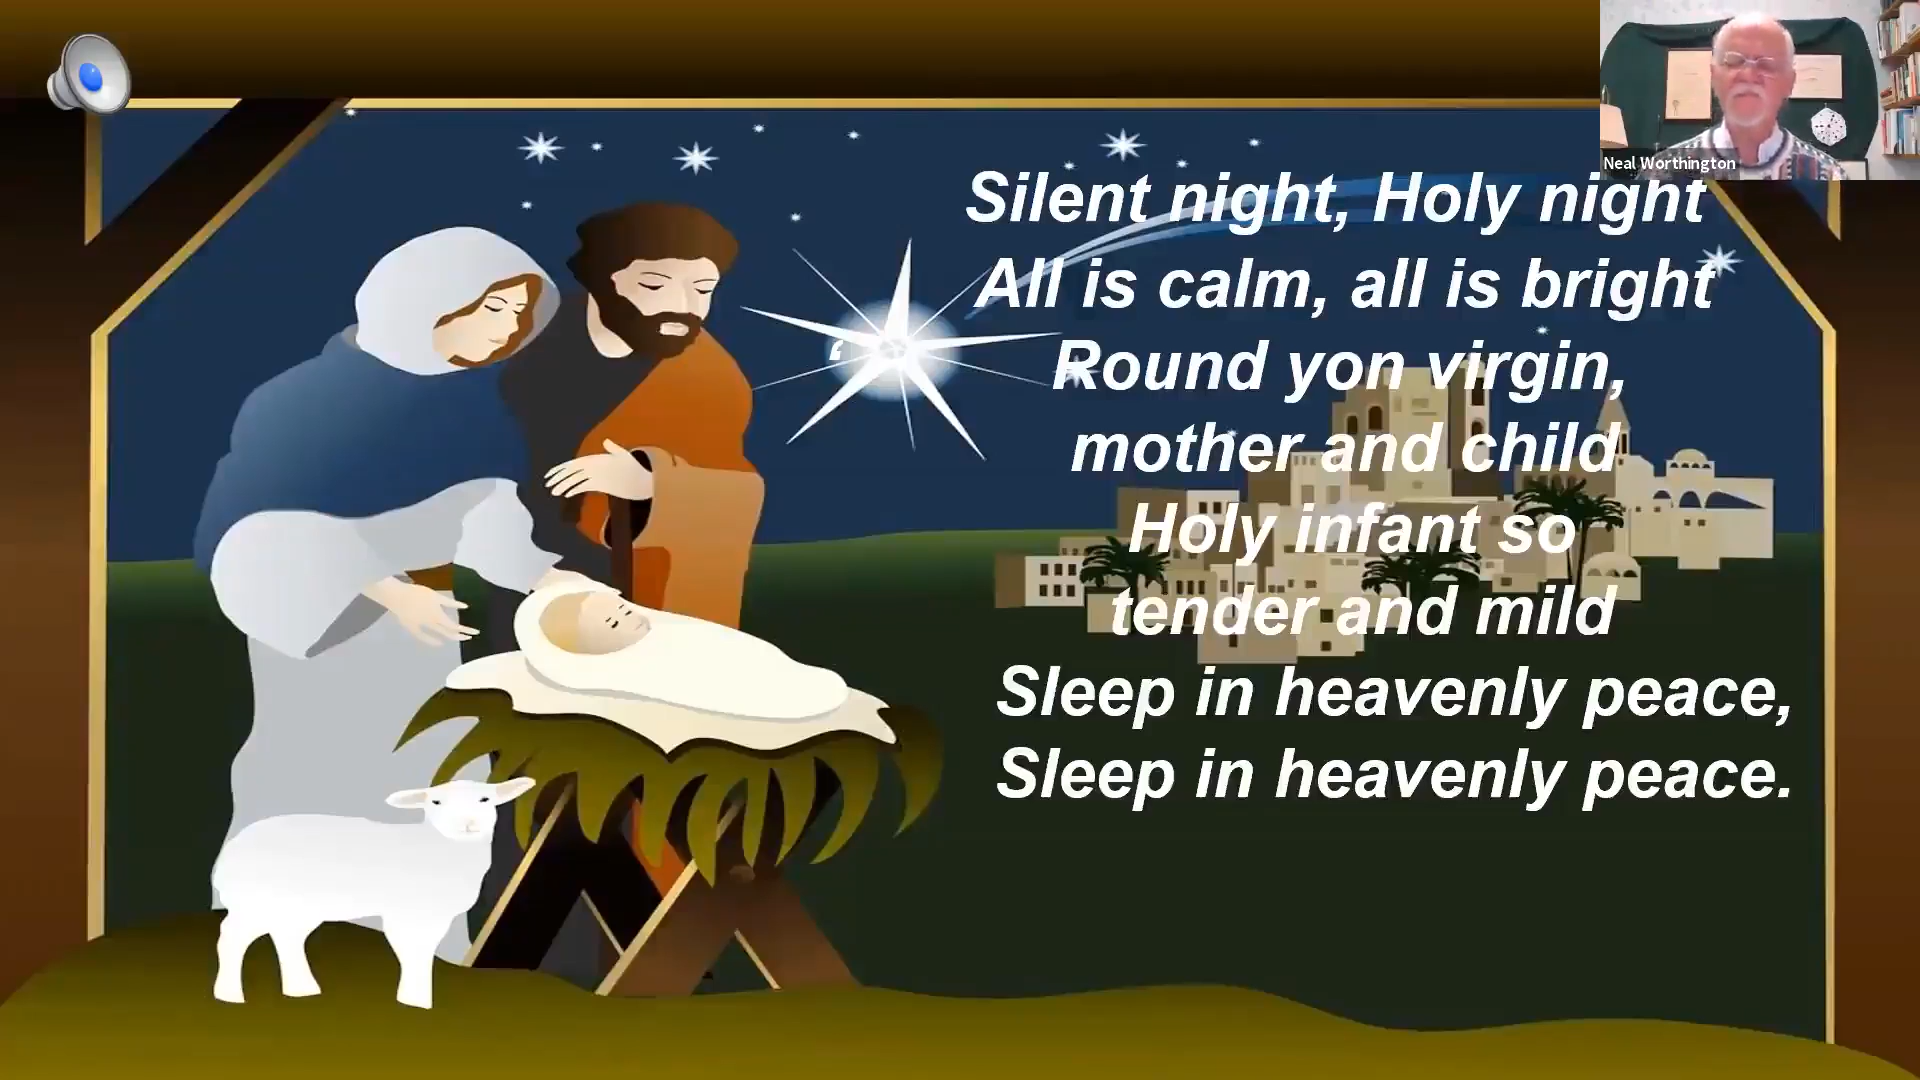 Neal Worthington
Silent night, Holy night
All is calm, all is bright
‘
Round yon virgin,
mother and child
Holy infant so
tender and mild
Sleep in heavenly peace,
Sleep in heavenly peace.